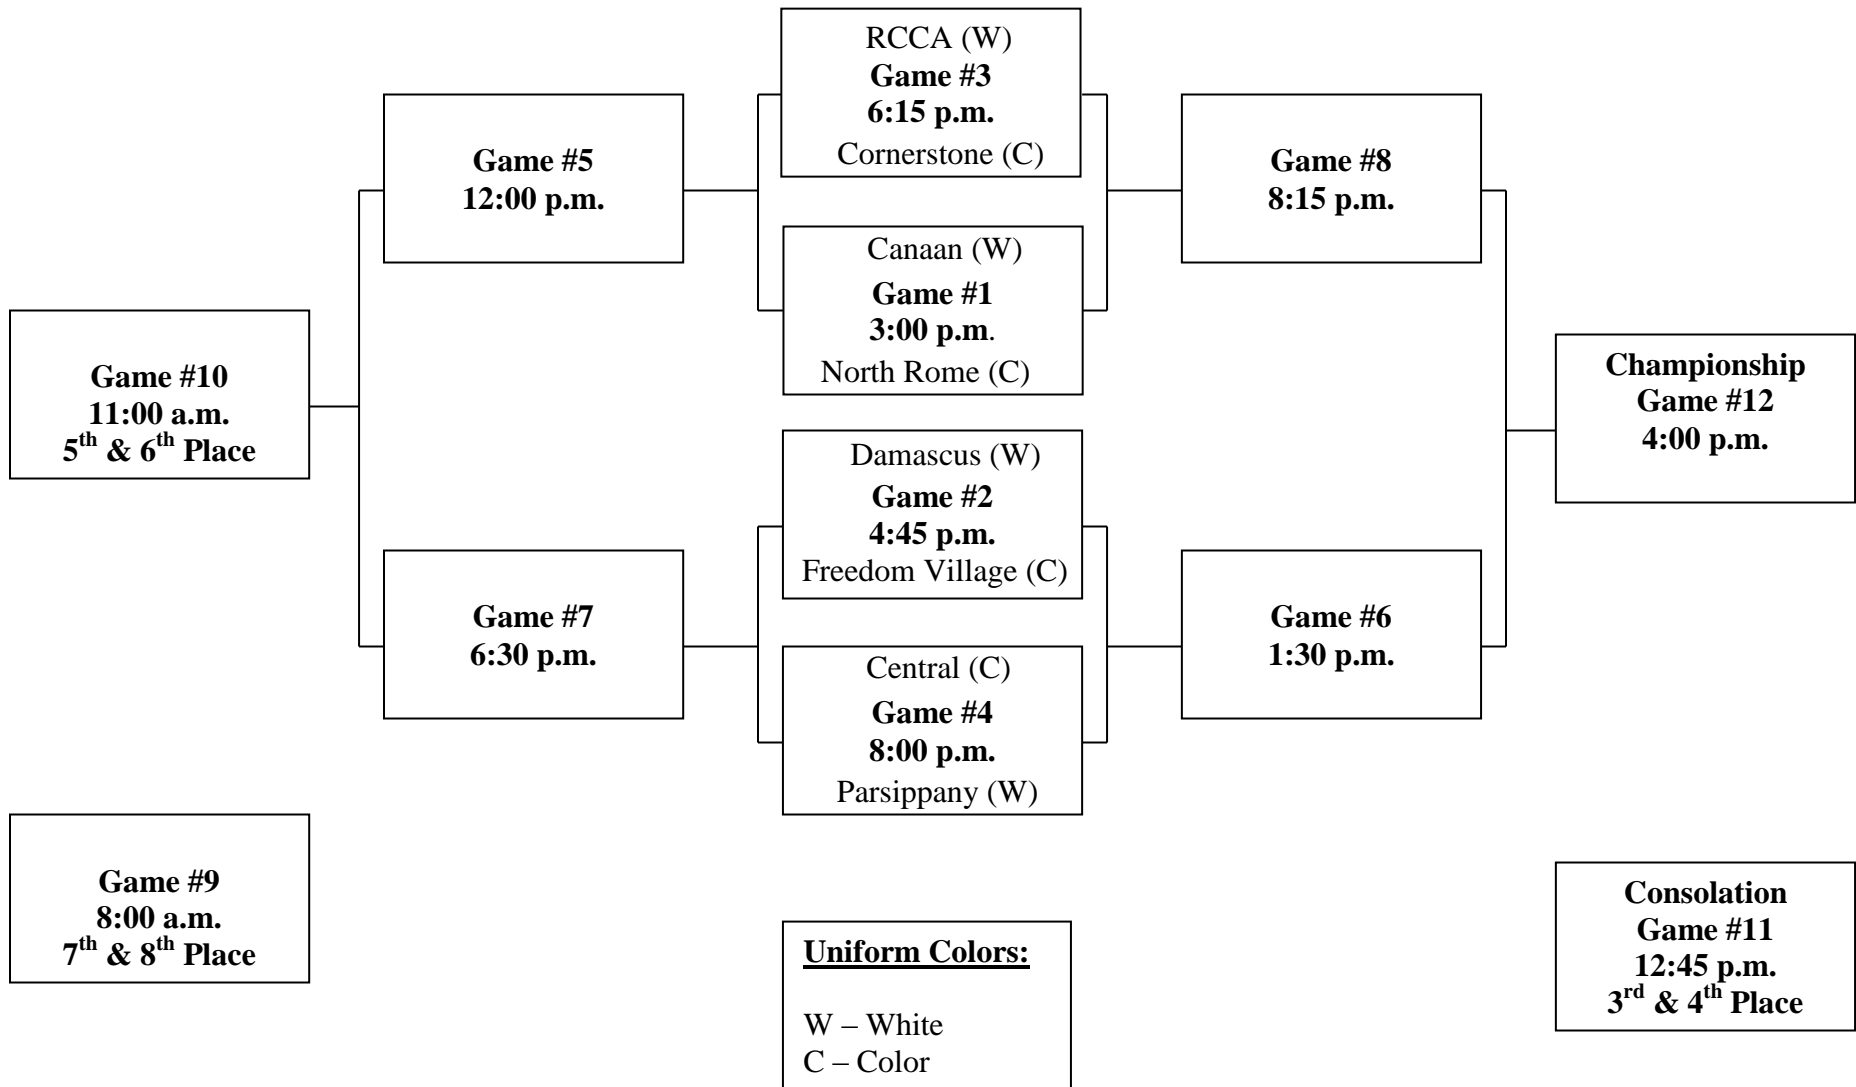 RCCA (W)
Game #3
6:15 p.m.
Cornerstone (C)
Game #5
12:00 p.m.
Game #8
8:15 p.m.
Canaan (W)
Game #1
3:00 p.m.
North Rome (C)
Game #10
11:00 a.m.
5th & 6th Place
Championship
Game #12
4:00 p.m.
Damascus (W)
Game #2
4:45 p.m.
Freedom Village (C)
Game #7
6:30 p.m.
Game #6
1:30 p.m.
Central (C)
Game #4
8:00 p.m.
Parsippany (W)
Game #9
8:00 a.m.
7th & 8th Place
Consolation
Game #11
12:45 p.m.
3rd & 4th Place
Uniform Colors:
W – White
C – Color